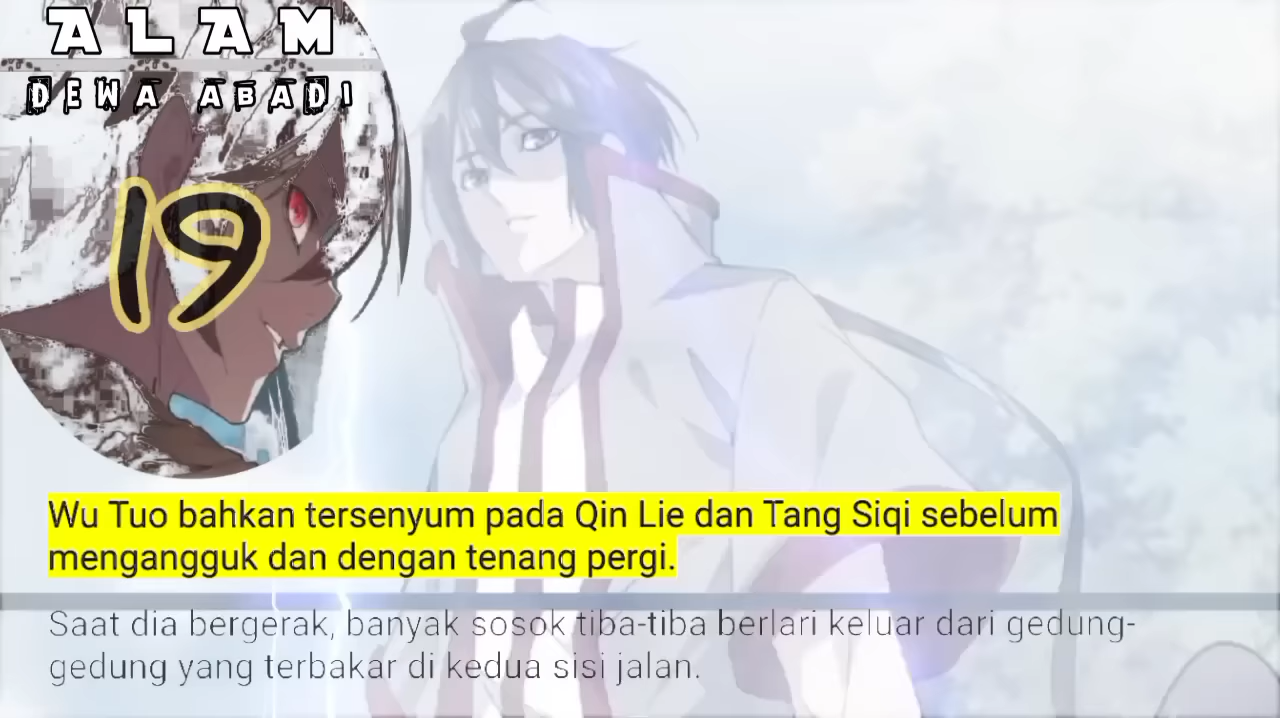 ALAM
DEWA ABADI
19
Wu Tuo bahkan tersenyum pada Qin Lie dan Tang Siqi sebelum
mengangguk dan dengan tenang pergi.
Saat dia bergerak, banyak sosok tiba-tiba berlari keluar dari gedung-
gedung yang terbakar di kedua sisi jalan.